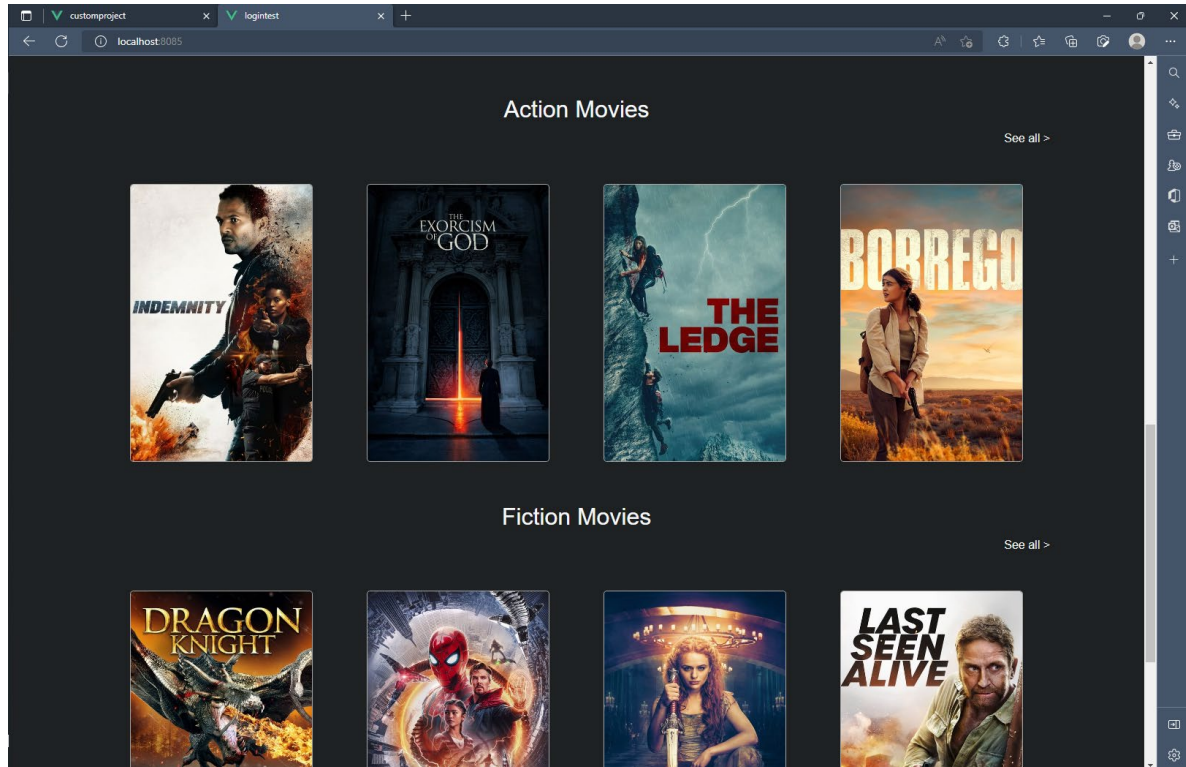 customproject
logintest
localhost:8085
Action Movies
See all >
INDEMNITY
THE
EXORCISM
OF GOD
THE
LEDGE
BORREGO
Fiction Movies
See all >
DRAGON
KNIGHT
LAST
SEEN
ALIVE